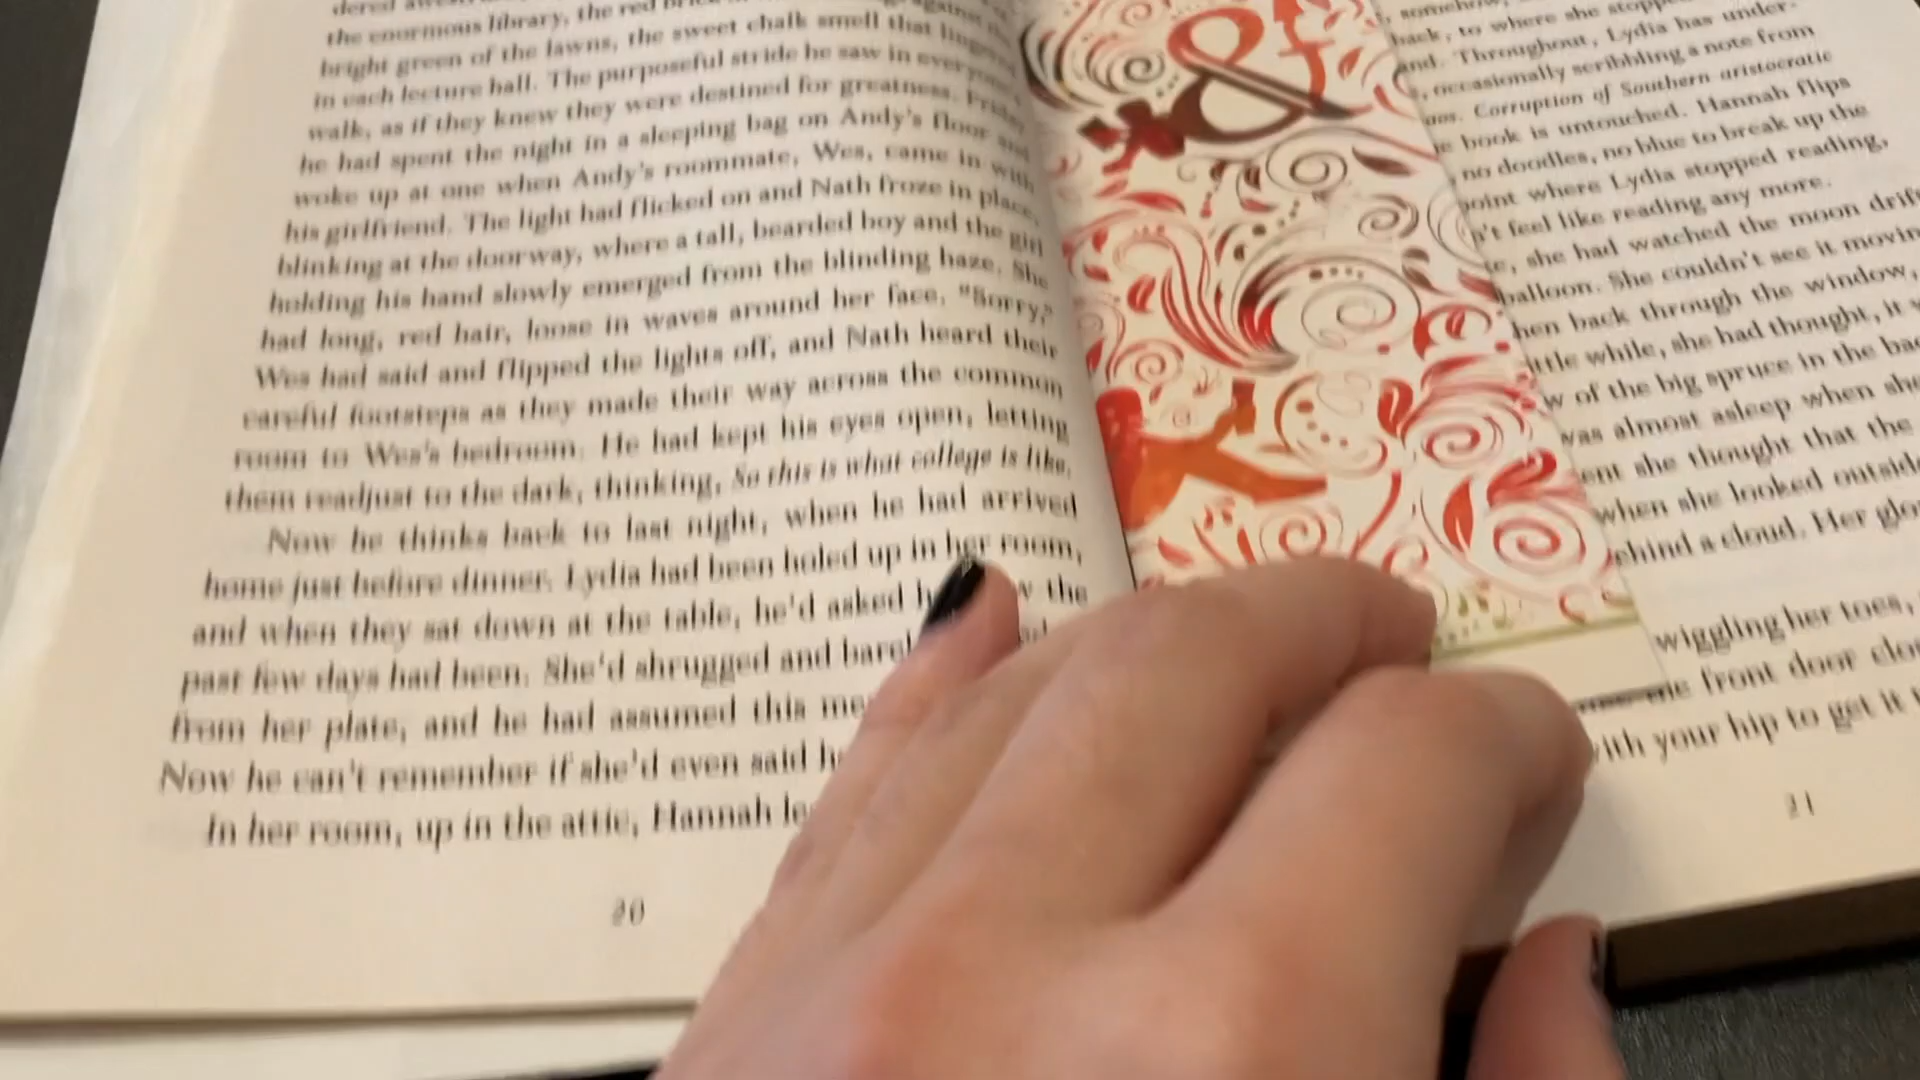 the enormous library, the red
bright green of the lawns, the sweet chalk smell that lingered
in each lecture hall. The purposeful stride he saw in everyone's
walk, as if they knew they were destined for greatness. Friday
he had spent the night in a sleeping bag on Andy's floor and
woke up at one when Andy's roommate, Wes, came in with
his girlfriend. The light had flicked on and Nath froze in place,
blinking at the doorway, where a tall, bearded boy and the girl
holding his hand slowly emerged from the blinding haze. She
had long, red hair, loose in waves around her face. "Sorry,"
Wes had said and flipped the lights off, and Nath heard their
careful footsteps as they made their way across the common
room to Wes's bedroom. He had kept his eyes open, letting
them readjust to the dark, thinking, So this is what college is like.
Now he thinks back to last night, when he had arrived
home just before dinner. Lydia had been holed up in her room,
and when they sat down at the table, he'd asked h w the
past few days had been. She'd shrugged and barel
from her plate, and he had assumed this me
Now he can't remember if she'd even said h
In her room, up in the attic, Hannah le
20
&
somehow,
back, to where she stopp
and. Throughout, Lydia has under-
, occasionally scribbling a note from
aos. Corruption of Southern aristocratic
e book is untouched. Hannah flips
no doodles, no blue to break up the
point where Lydia stopped reading,
n't feel like reading any more.
she had watched the moon drift
balloon. She couldn't see it movin
hen back through the window,
ittle while, she had thought, it
w of the big spruce in the bac
was almost asleep when she
ent she thought that the
when she looked outside
ehind a cloud. Her glo
wiggling her toes,
front door clo
with your hip to get it
21